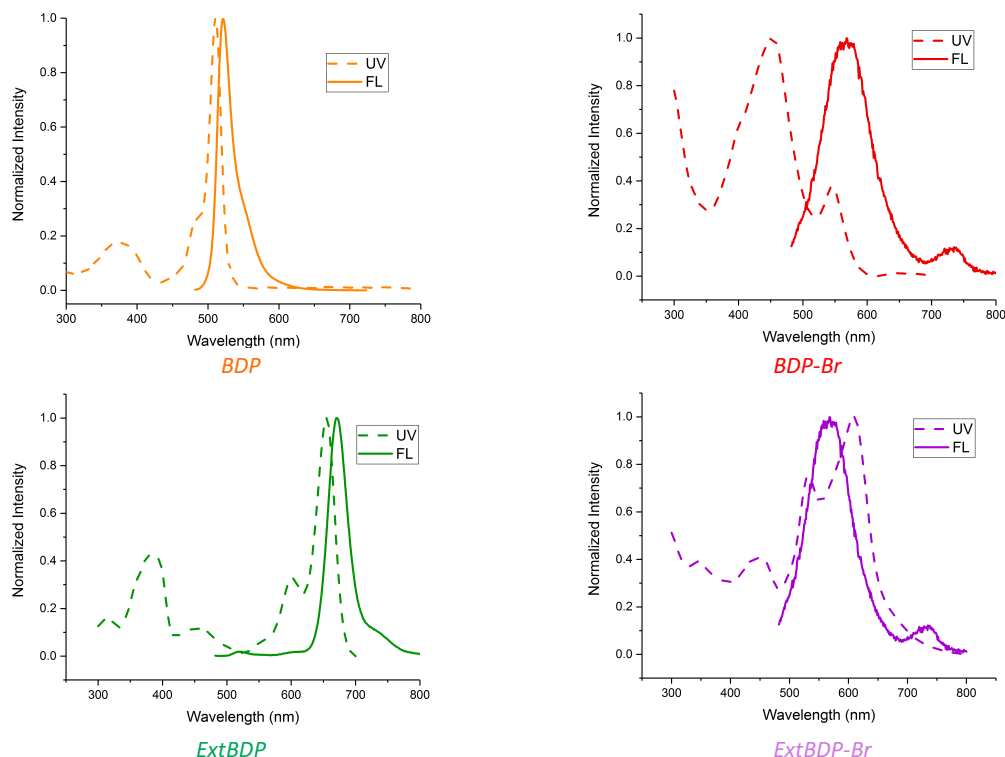 1.0
0.8
0.6
0.4
0.2
0.0
Normalized Intensity
UV
FL
300 400 500 600 700 800
Wavelength (nm)
BDP
1.0
0.8
0.6
0.4
0.2
0.0
Normalized Intensity
UV
FL
300 400 500 600 700 800
Wavelength (nm)
BDP-Br
1.0
0.8
0.6
0.4
0.2
0.0
Normalized Intensity
UV
FL
300 400 500 600 700 800
Wavelength (nm)
ExtBDP
1.0
0.8
0.6
0.4
0.2
0.0
Normalized Intensity
UV
FL
300 400 500 600 700 800
Wavelength (nm)
ExtBDP-Br